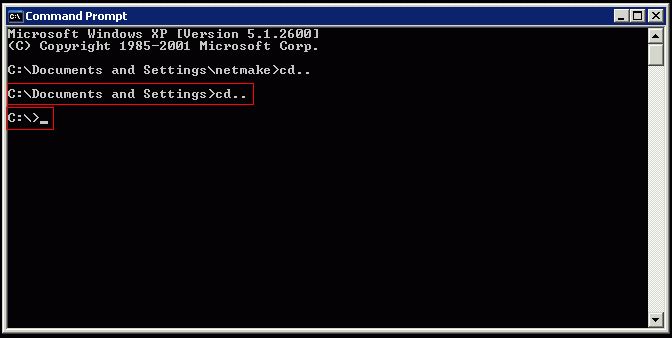 Command Prompt
Microsoft Windows XP [Version 5.1.2600]
(C) Copyright 1985-2001 Microsoft Corp.
C:\Documents and Settings\netmake>cd..
C:\Documents and Settings>cd..
C:\>_